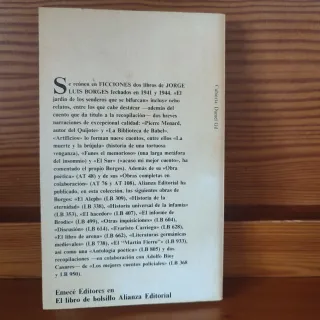 Se reúnen en FICCIONES dos libros de JORGE
LUIS BORGES fechados en 1941 y 1944. «El
jardín de los senderos que se bifurcan» incluye ocho
relatos, entre los que cabe destacar —además del
cuento que da título a la recopilación— dos breves
narraciones de excepcional calidad: «Pierre Menard,
autor del Quijote» y «La Biblioteca de Babel».
«Artificios» lo forman nueve cuentos, entre ellos «La
muerte y la brújula» (historia de una tortuosa
venganza), «Funes el memorioso» (una larga metáfora
del insomnio) y «El Sur» («acaso mi mejor cuento», ha
comentado el propio Borges). Además de su «Obra
poética» (AT 48) y de sus «Obras completas en
colaboración» (AT 76 y AT 108), Alianza Editorial ha
publicado, en esta colección, las siguientes obras de
Borges: «El Aleph» (LB 309), «Historia de la
eternidad» (LB 338), «Historia universal de la infamia»
(LB 353), «El hacedor» (LB 407), «El informe de
Brodie» (LB 499), «Otras inquisiciones» (LB 604),
«Discusión» (LB 614), «Evaristo Carriego» (LB 628),
«El libro de arena» (LB 662), «Literaturas germánicas
medievales» (LB 738), «El "Martín Fierro"» (LB 933),
así como una «Antología poética» (LB 805) y dos
recopilaciones —en colaboración con Adolfo Bioy
Casares— de «Los mejores cuentos policiales» (LB 368
y LB 950).
Emecé Editores en
El libro de bolsillo Alianza Editorial
Cubierta Daniel Gil